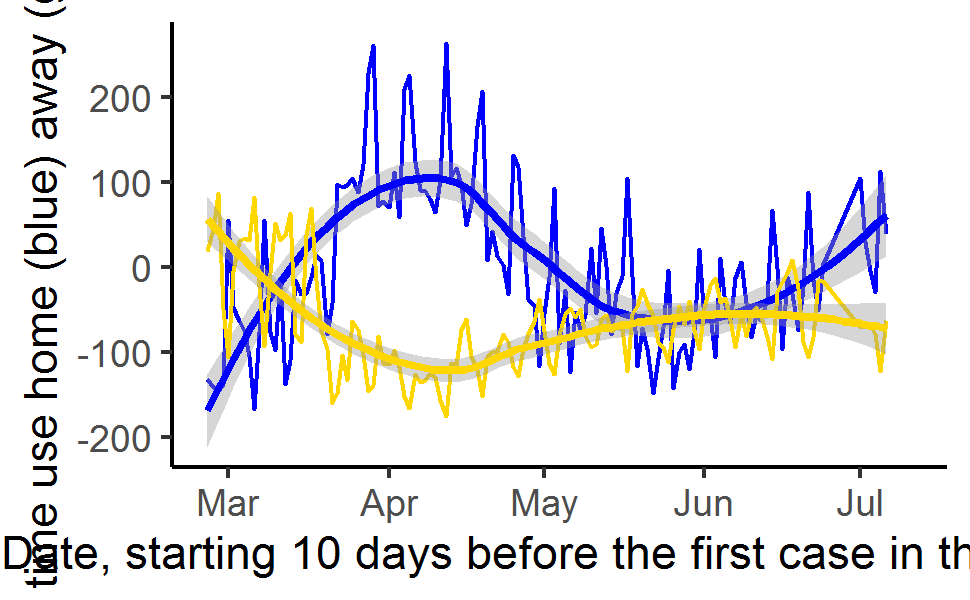 time use home (blue) away (
200
100
0
-100
-200
Mar Apr May Jun Jul
Date, starting 10 days before the first case in th